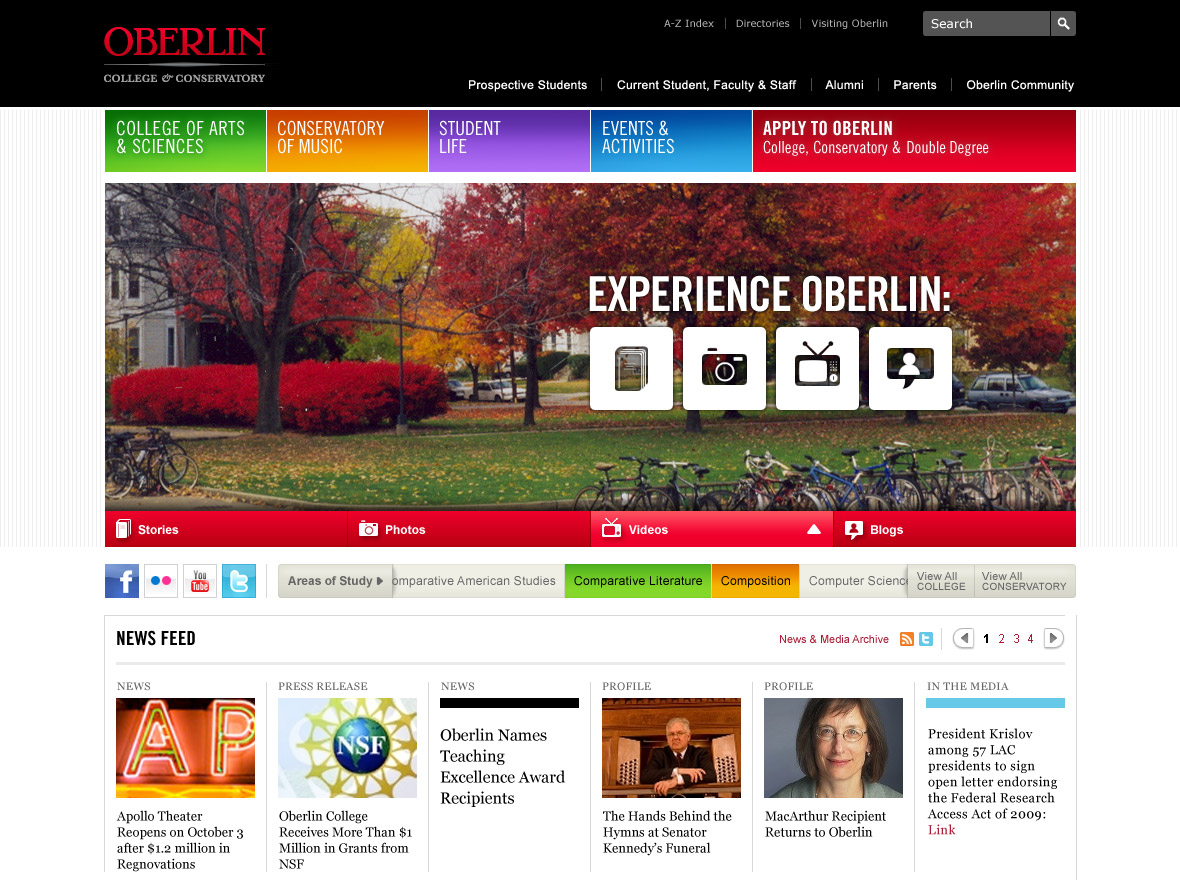 A-Z Index
Directories
Visiting Oberlin
Search
OBERLIN
COLLEGE & CONSERVATORY
Prospective Students
Current Student, Faculty & Staff
Alumni
Parents
Oberlin Community
COLLEGE OF ARTS
& SCIENCES
CONSERVATORY
OF MUSIC
STUDENT
LIFE
EVENTS &
ACTIVITIES
APPLY TO OBERLIN
College, Conservatory & Double Degree
EXPERIENCE OBERLIN:
Stories
Photos
Videos
Blogs
f
You
Tube
t
Areas of Study
omparative American Studies
Comparative Literature
Composition
Computer Science
View All
COLLEGE
View All
CONSERVATORY
NEWS FEED
News & Media Archive
t
1 2 3 4
NEWS
AP
Apollo Theater
Reopens on October 3
after $1.2 million in
Regnovations
PRESS RELEASE
NSF
Oberlin College
Receives More Than $1
Million in Grants from
NSF
NEWS
Oberlin Names
Teaching
Excellence Award
Recipients
PROFILE
The Hands Behind the
Hymns at Senator
Kennedy's Funeral
PROFILE
MacArthur Recipient
Returns to Oberlin
IN THE MEDIA
President Krislov
among 57 LAC
presidents to sign
open letter endorsing
the Federal Research
Access Act of 2009:
Link